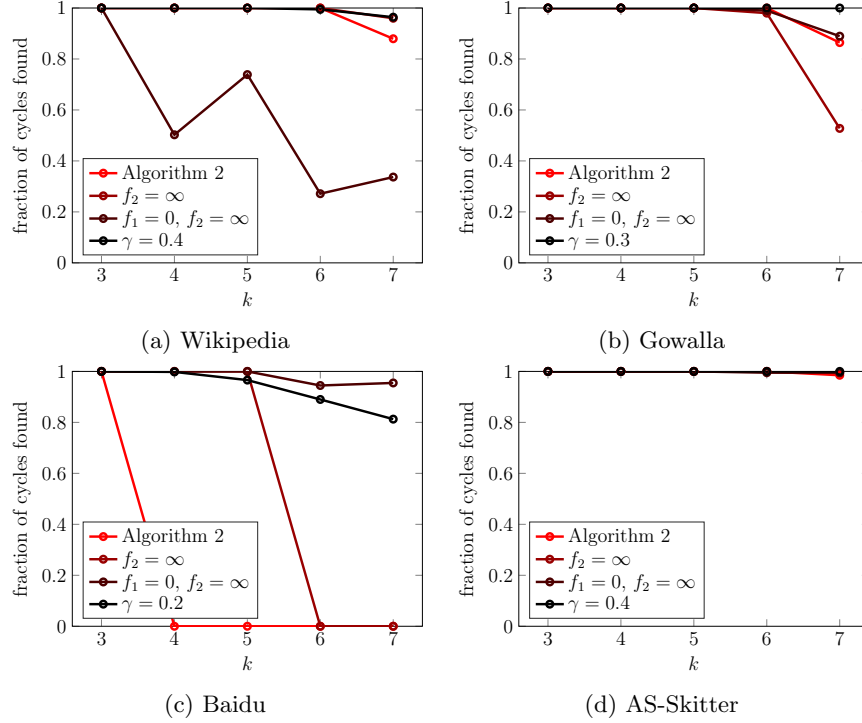 1
0.8
0.6
0.4
0.2
0
fraction of cycles found
Algorithm 2
f₂ = ∞
f₁ = 0, f₂ = ∞
γ = 0.4
3 4 5 6 7
k
(a) Wikipedia
1
0.8
0.6
0.4
0.2
0
fraction of cycles found
Algorithm 2
f₂ = ∞
f₁ = 0, f₂ = ∞
γ = 0.3
3 4 5 6 7
k
(b) Gowalla
1
0.8
0.6
0.4
0.2
0
fraction of cycles found
Algorithm 2
f₂ = ∞
f₁ = 0, f₂ = ∞
γ = 0.2
3 4 5 6 7
k
(c) Baidu
1
0.8
0.6
0.4
0.2
0
fraction of cycles found
Algorithm 2
f₂ = ∞
f₁ = 0, f₂ = ∞
γ = 0.4
3 4 5 6 7
k
(d) AS-Skitter